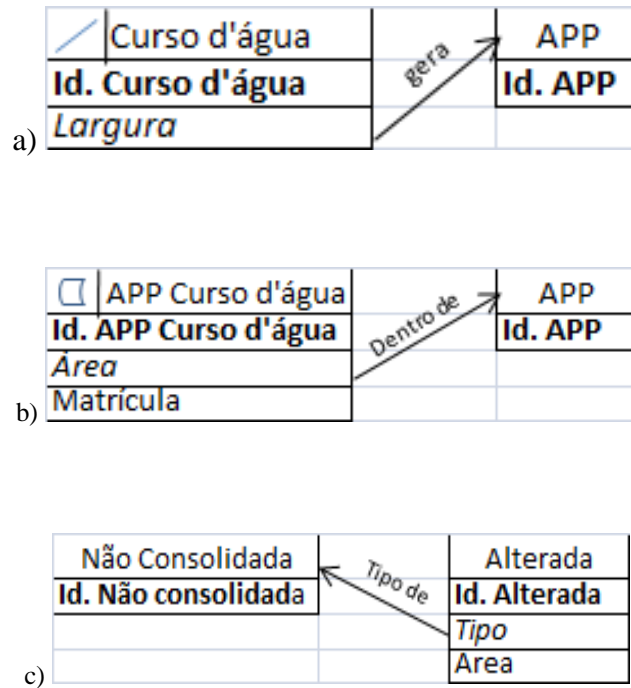 Curso d'água
gera
APP
Id. Curso d'água
Id. APP
Largura
a)
APP Curso d'água
Dentro de
APP
Id. APP Curso d'água
Id. APP
Área
Matrícula
b)
Não Consolidada
Tipo de
Alterada
Id. Não consolidada
Id. Alterada
Tipo
Area
c)